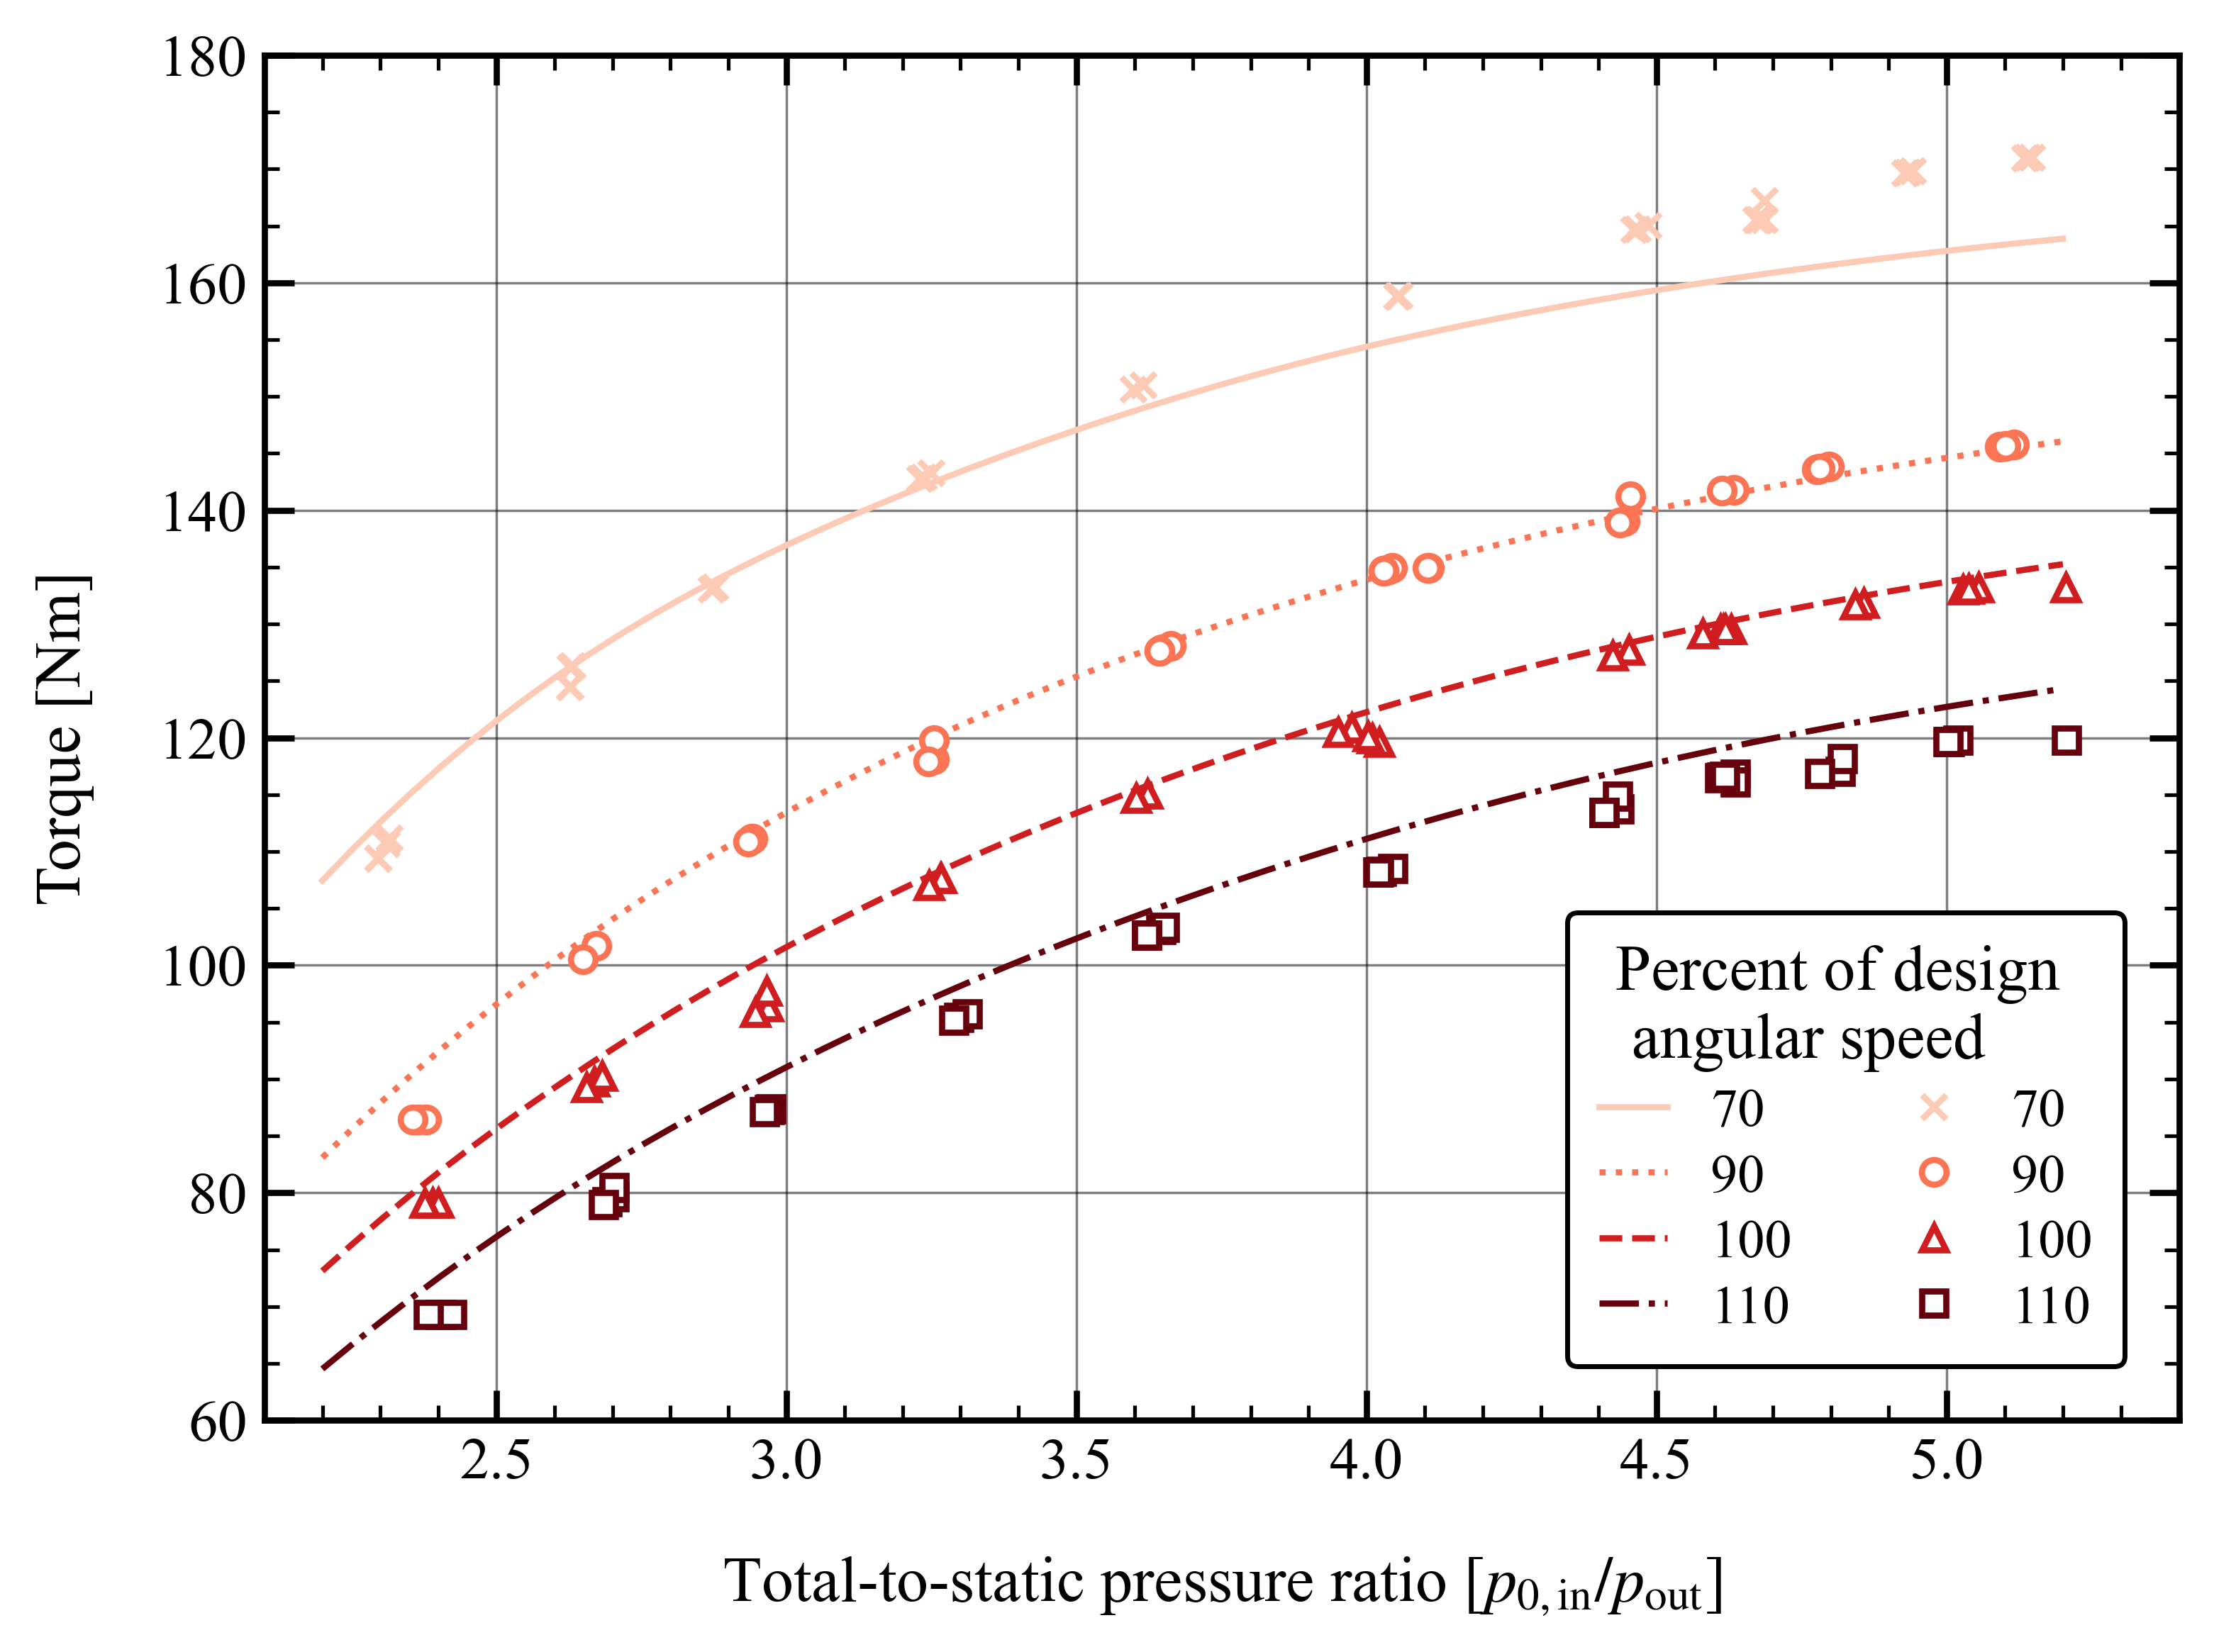 180
160
140
120
100
80
60
Torque [Nm]
2.5 3.0 3.5 4.0 4.5 5.0
Total-to-static pressure ratio [p0, in/pout]
Percent of design
angular speed
70 70
90 90
100 100
110 110